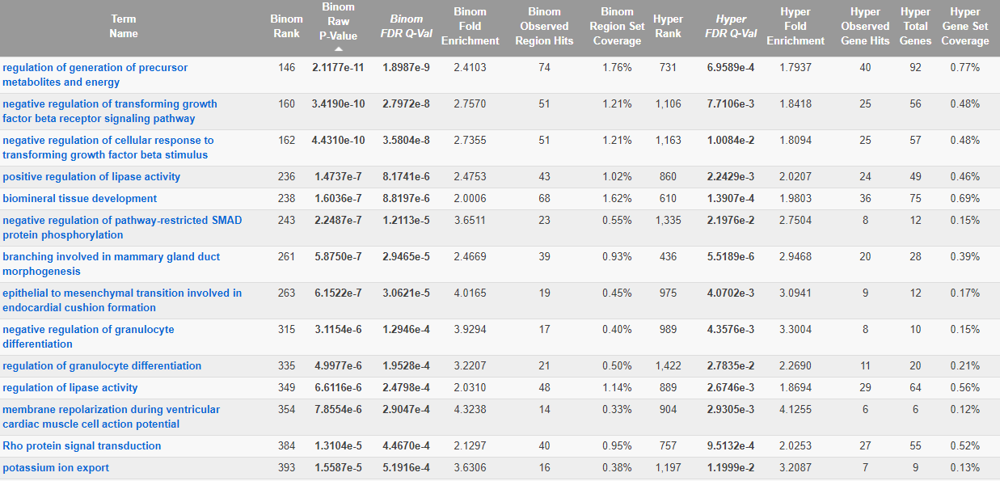 Term Name Binom Rank Binom Raw P-Value Binom FDR Q-Val Binom Fold Enrichment Binom Observed Region Hits Binom Region Set Coverage Hyper Rank Hyper FDR Q-Val Hyper Fold Enrichment Hyper Observed Gene Hits Hyper Total Genes Hyper Gene Set Coverage
regulation of generation of precursor 146 2.1177e-11 1.8987e-9 2.4103 74 1.76% 731 6.9589e-4 1.7937 40 92 0.77%
metabolites and energy
negative regulation of transforming growth 160 3.4190e-10 2.7972e-8 2.7570 51 1.21% 1,106 7.7106e-3 1.8418 25 56 0.48%
factor beta receptor signaling pathway
negative regulation of cellular response to 162 4.4310e-10 3.5804e-8 2.7355 51 1.21% 1,163 1.0084e-2 1.8094 25 57 0.48%
transforming growth factor beta stimulus
positive regulation of lipase activity 236 1.4737e-7 8.1741e-6 2.4753 43 1.02% 860 2.2429e-3 2.0207 24 49 0.46%
biomineral tissue development 238 1.6036e-7 8.8197e-6 2.0006 68 1.62% 610 1.3907e-4 1.9803 36 75 0.69%
negative regulation of pathway-restricted SMAD 243 2.2487e-7 1.2113e-5 3.6511 23 0.55% 1,335 2.1976e-2 2.7504 8 12 0.15%
protein phosphorylation
branching involved in mammary gland duct 261 5.8750e-7 2.9465e-5 2.4669 39 0.93% 436 5.5189e-6 2.9468 20 28 0.39%
morphogenesis
epithelial to mesenchymal transition involved in 263 6.1522e-7 3.0621e-5 4.0165 19 0.45% 975 4.0702e-3 3.0941 9 12 0.17%
endocardial cushion formation
negative regulation of granulocyte 315 3.1154e-6 1.2946e-4 3.9294 17 0.40% 989 4.3576e-3 3.3004 8 10 0.15%
differentiation
regulation of granulocyte differentiation 335 4.9977e-6 1.9528e-4 3.2207 21 0.50% 1,422 2.7835e-2 2.2690 11 20 0.21%
regulation of lipase activity 349 6.6116e-6 2.4798e-4 2.0310 48 1.14% 889 2.6746e-3 1.8694 29 64 0.56%
membrane repolarization during ventricular 354 7.8554e-6 2.9047e-4 4.3238 14 0.33% 904 2.9305e-3 4.1255 6 6 0.12%
cardiac muscle cell action potential
Rho protein signal transduction 384 1.3104e-5 4.4670e-4 2.1297 40 0.95% 757 9.5132e-4 2.0253 27 55 0.52%
potassium ion export 393 1.5587e-5 5.1916e-4 3.6306 16 0.38% 1,197 1.1999e-2 3.2087 7 9 0.13%